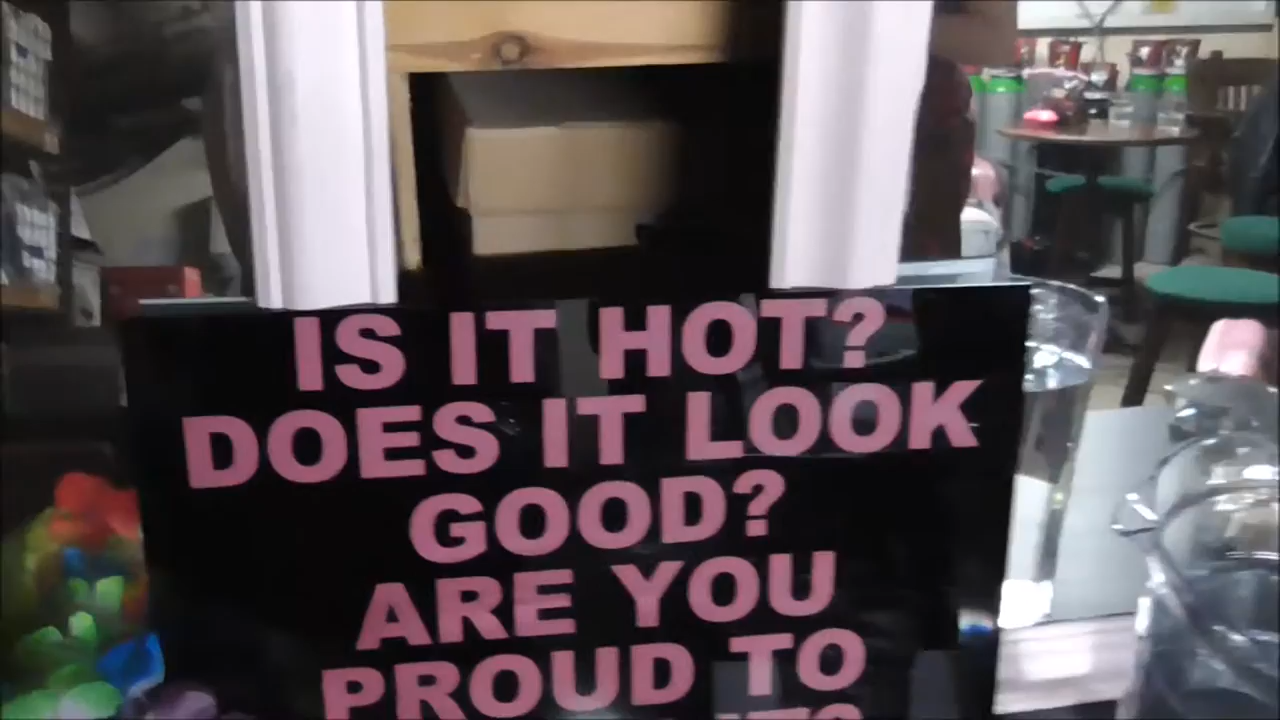 IS IT HOT?
DOES IT LOOK
GOOD?
ARE YOU
PROUD TO